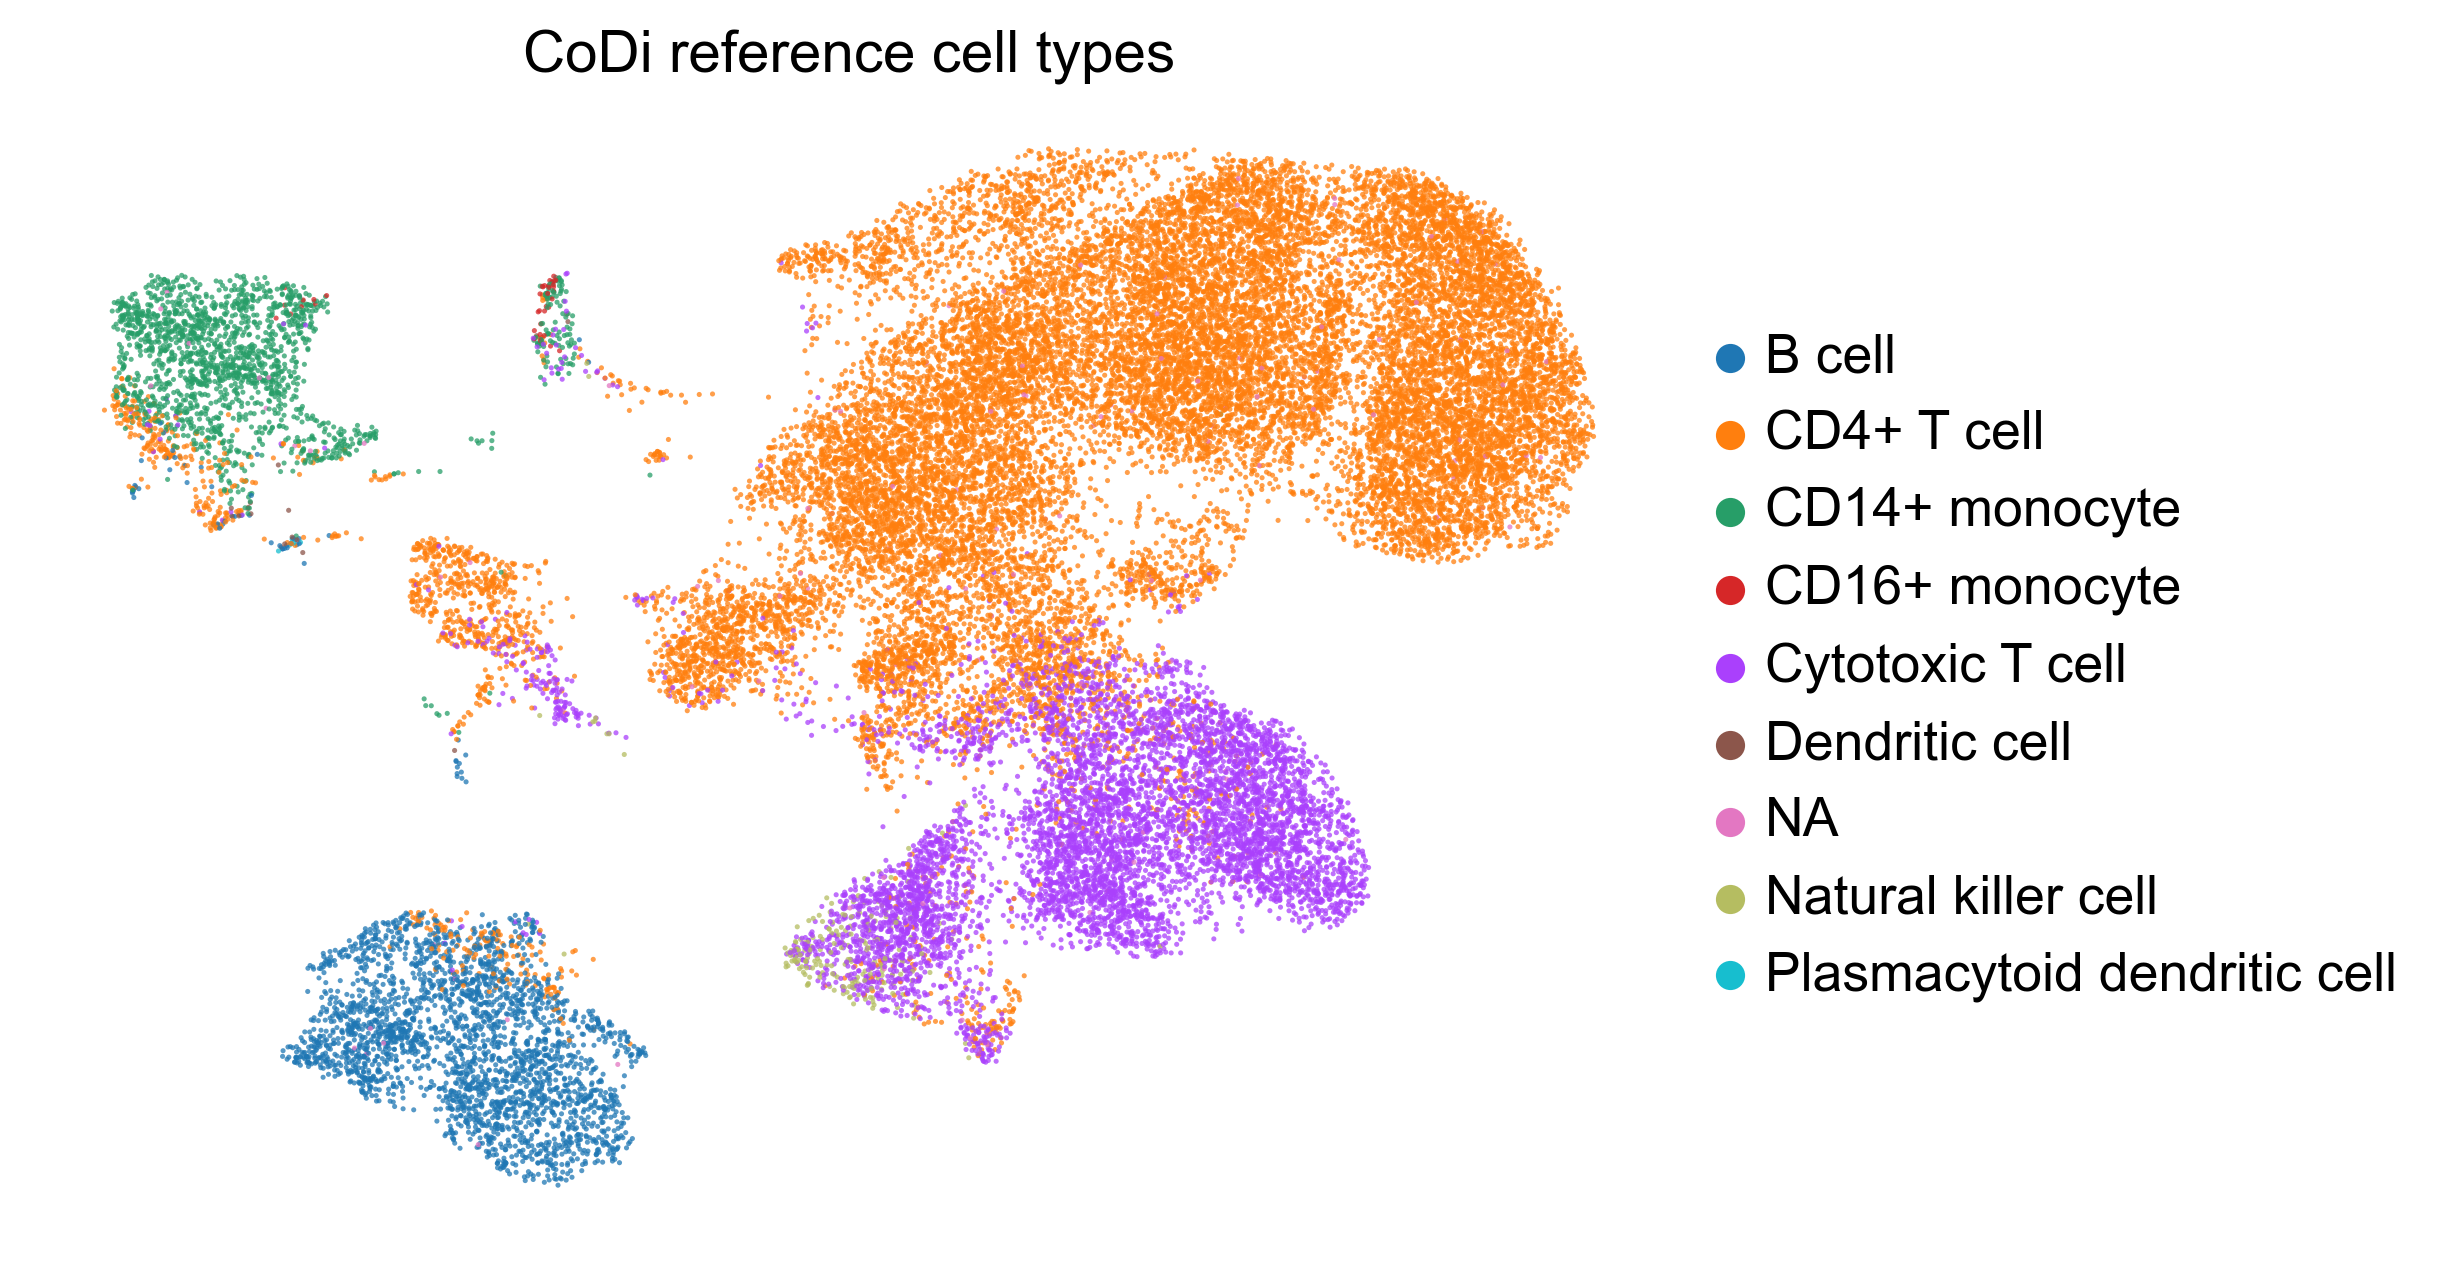 CoDi reference cell types
B cell
CD4+ T cell
CD14+ monocyte
CD16+ monocyte
Cytotoxic T cell
Dendritic cell
NA
Natural killer cell
Plasmacytoid dendritic cell